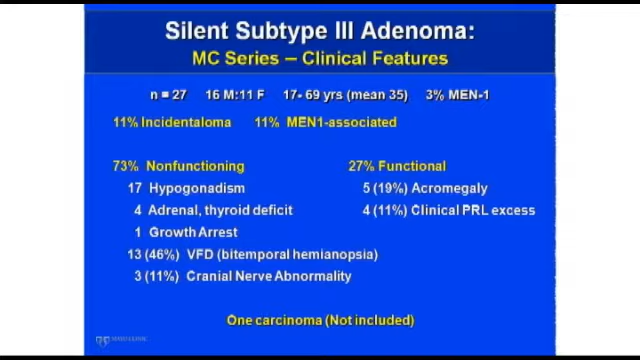 Silent Subtype III Adenoma:
MC Series – Clinical Features
n = 27 16 M:11 F 17- 69 yrs (mean 35) 3% MEN-1
11% Incidentaloma 11% MEN1-associated
73% Nonfunctioning 27% Functional
17 Hypogonadism 5 (19%) Acromegaly
4 Adrenal, thyroid deficit 4 (11%) Clinical PRL excess
1 Growth Arrest
13 (46%) VFD (bitemporal hemianopsia)
3 (11%) Cranial Nerve Abnormality
One carcinoma (Not included)